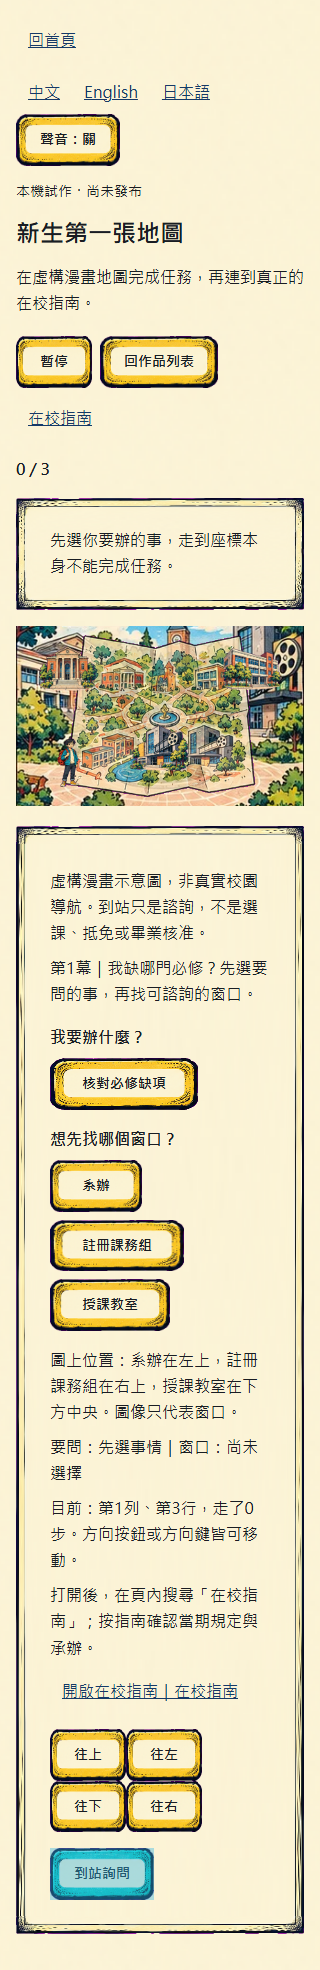 回首頁
中文 English 日本語
聲音：關
本機試作．尚未發布
新生第一張地圖
在虛構漫畫地圖完成任務，再連到真正的
在校指南。
暫停 回作品列表
在校指南
0 / 3
先選你要辦的事，走到座標本
身不能完成任務。
虛構漫畫示意圖，非真實校園
導航。到站只是諮詢，不是選
課、抵免或畢業核准。
第1幕｜我缺哪門必修？先選要
問的事，再找可諮詢的窗口。
我要辦什麼？
核對必修缺項
想先找哪個窗口？
系辦
註冊課務組
授課教室
圖上位置：系辦在左上，註冊
課務組在右上，授課教室在下
方中央。圖像只代表窗口。
要問：先選事情｜窗口：尚未
選擇
目前：第1列、第3行，走了0
步。方向按鈕或方向鍵皆可移
動。
打開後，在頁內搜尋「在校指
南」；按指南確認當期規定與
承辦。
開啟在校指南｜在校指南
往上 往左
往下 往右
到站詢問